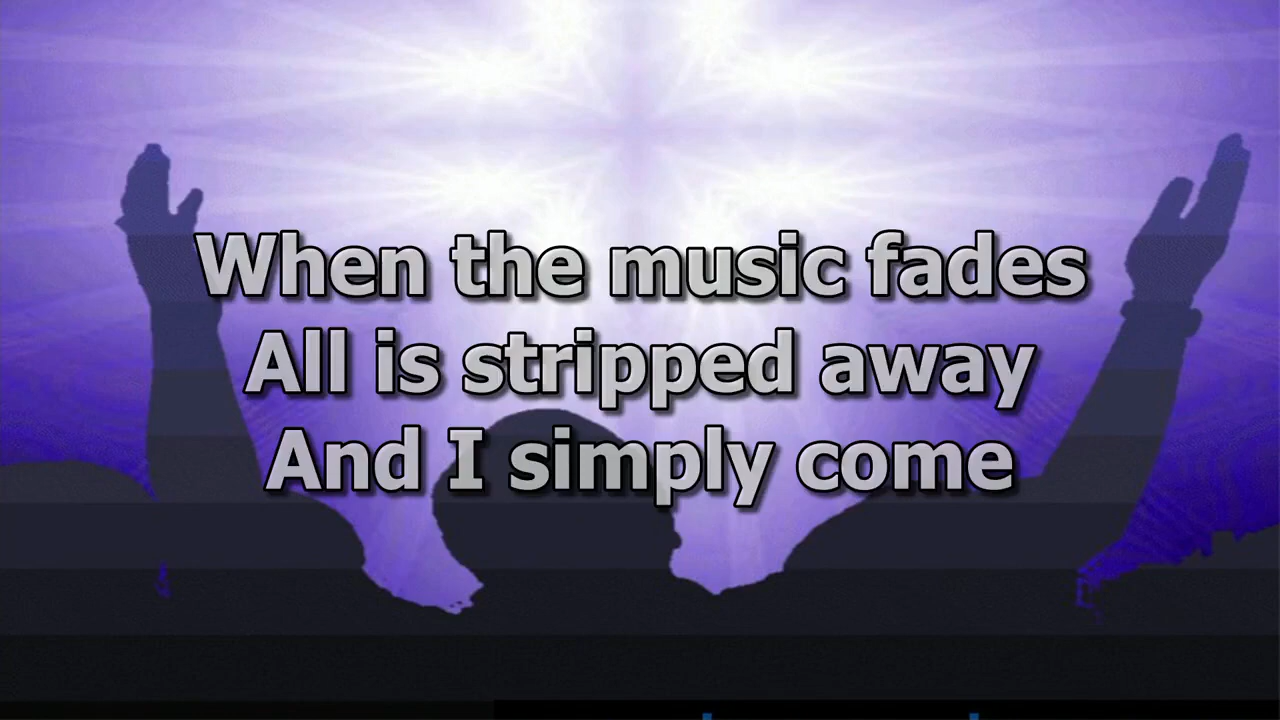 When the music fades
All is stripped away
And I simply come